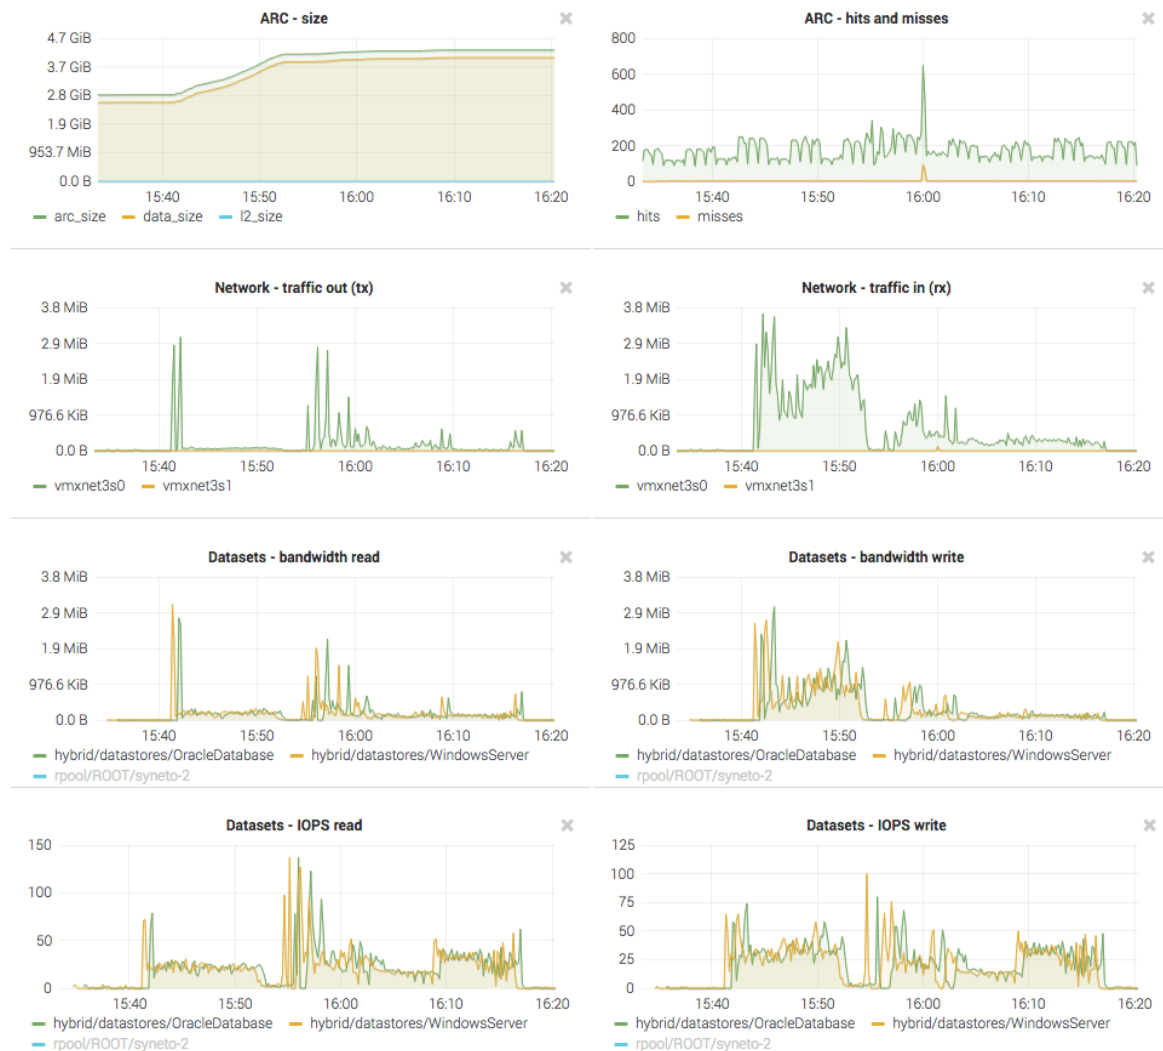 ARC - size
4.7 GiB
3.7 GiB
2.8 GiB
1.9 GiB
953.7 MiB
0.0 B
15:40 15:50 16:00 16:10 16:20
arc_size data_size l2_size
ARC - hits and misses
800
600
400
200
0
15:40 15:50 16:00 16:10 16:20
hits misses
Network - traffic out (tx)
3.8 MiB
2.9 MiB
1.9 MiB
976.6 KiB
0.0 B
15:40 15:50 16:00 16:10 16:20
vmxnet3s0 vmxnet3s1
Network - traffic in (rx)
3.8 MiB
2.9 MiB
1.9 MiB
976.6 KiB
0.0 B
15:40 15:50 16:00 16:10 16:20
vmxnet3s0 vmxnet3s1
Datasets - bandwidth read
3.8 MiB
2.9 MiB
1.9 MiB
976.6 KiB
0.0 B
15:40 15:50 16:00 16:10 16:20
hybrid/datastores/OracleDatabase hybrid/datastores/WindowsServer
rpool/ROOT/syneto-2
Datasets - bandwidth write
3.8 MiB
2.9 MiB
1.9 MiB
976.6 KiB
0.0 B
15:40 15:50 16:00 16:10 16:20
hybrid/datastores/OracleDatabase hybrid/datastores/WindowsServer
rpool/ROOT/syneto-2
Datasets - IOPS read
150
100
50
0
15:40 15:50 16:00 16:10 16:20
hybrid/datastores/OracleDatabase hybrid/datastores/WindowsServer
rpool/ROOT/syneto-2
Datasets - IOPS write
125
100
75
50
25
0
15:40 15:50 16:00 16:10 16:20
hybrid/datastores/OracleDatabase hybrid/datastores/WindowsServer
rpool/ROOT/syneto-2